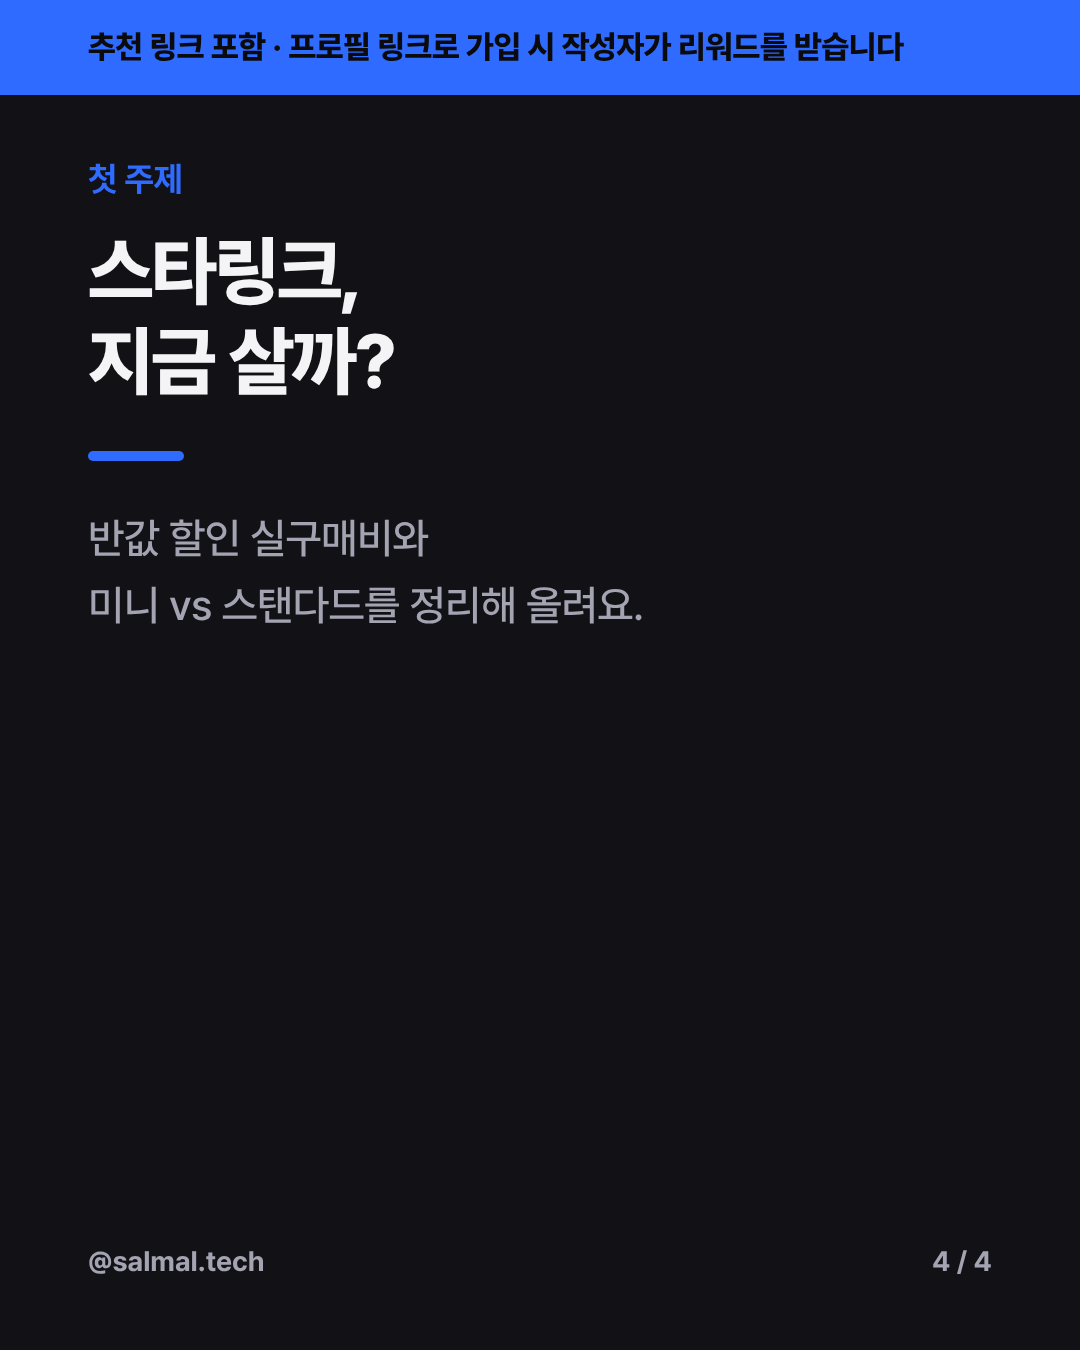 추천 링크 포함 · 프로필 링크로 가입 시 작성자가 리워드를 받습니다
첫 주제
스타링크,
지금 살까?
반값 할인 실구매비와
미니 vs 스탠다드를 정리해 올려요.
@salmal.tech
4 / 4